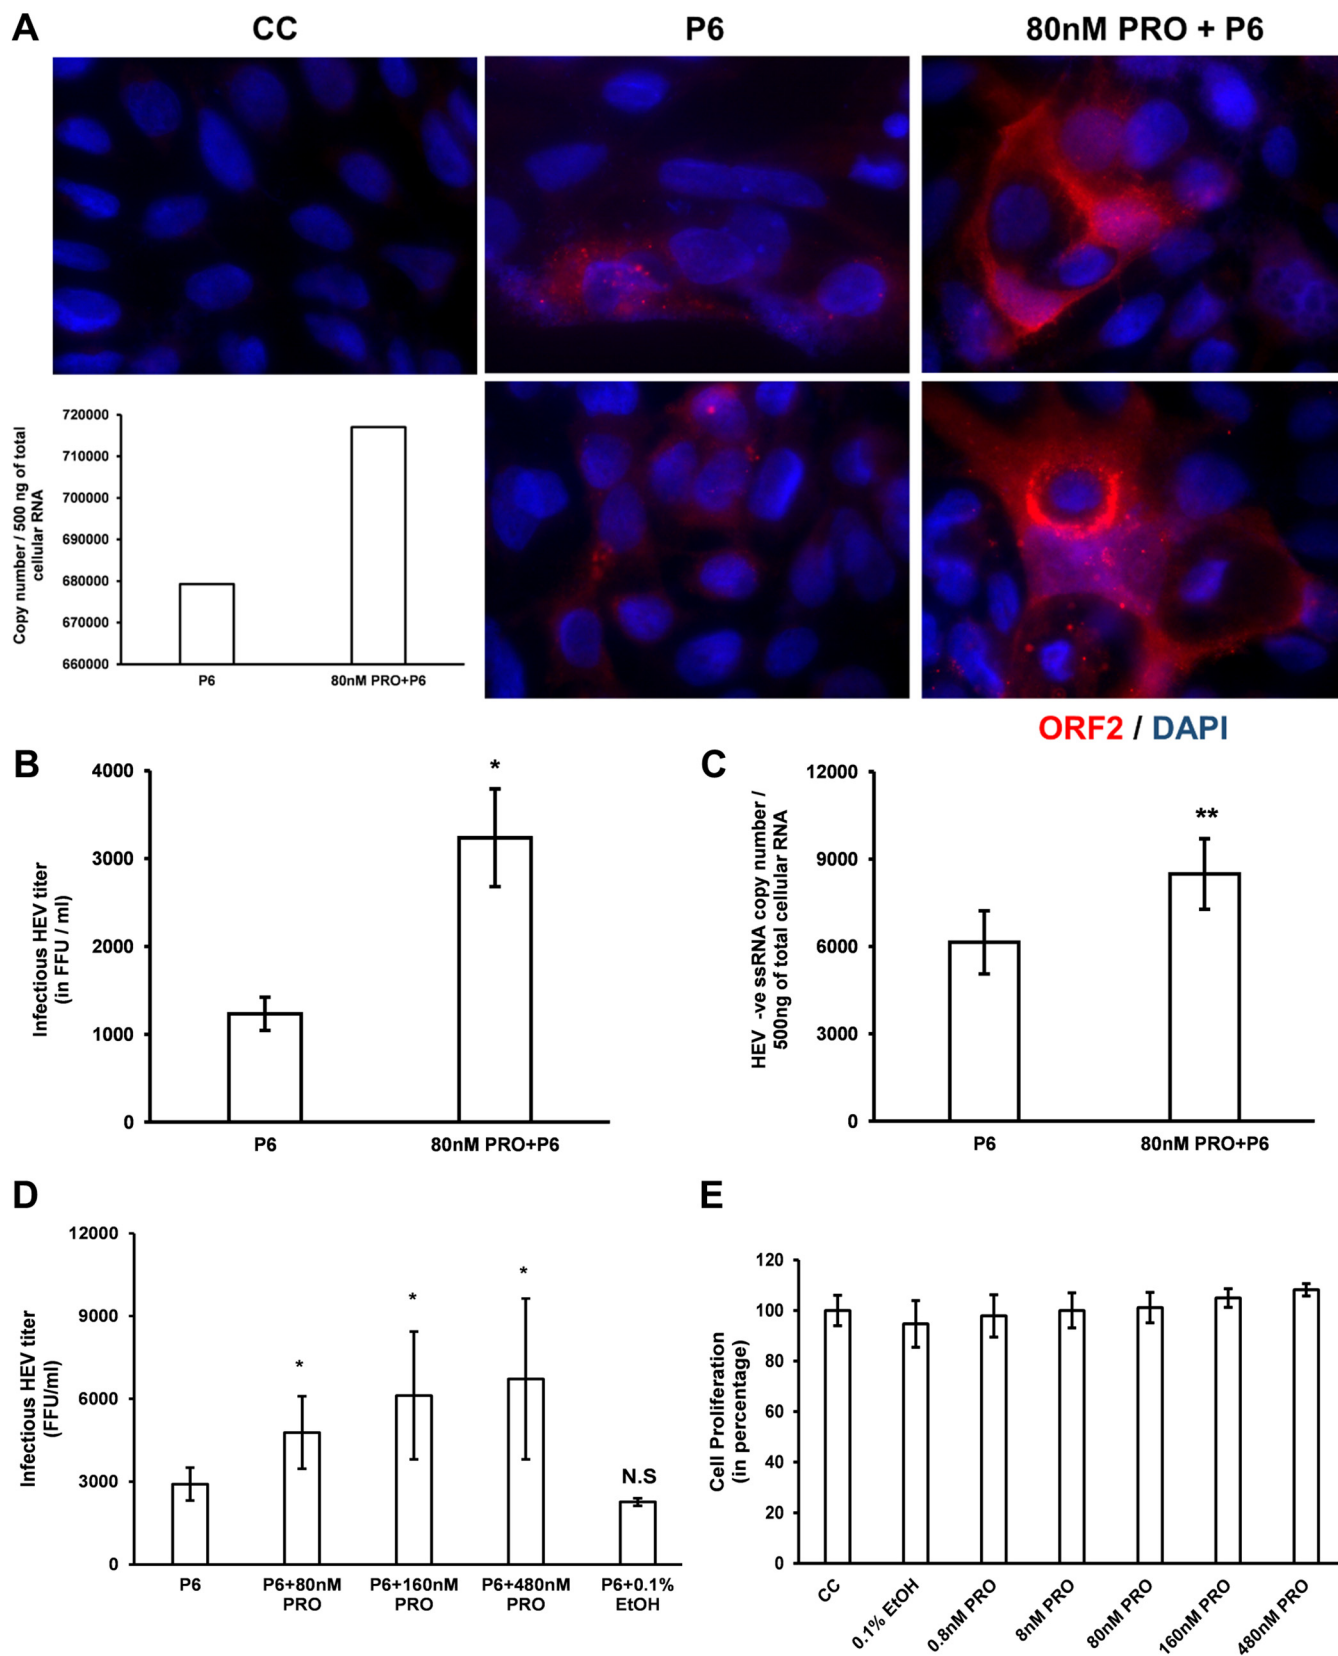 A
CC
P6
80nM PRO + P6
Copy number / 500 ng of total
cellular RNA
720000
710000
700000
690000
680000
670000
660000
P6
80nM PRO+P6
ORF2 / DAPI
B
Infectious HEV titer
(in FFU / ml)
4000
3000
2000
1000
0
*
P6
80nM PRO+P6
C
HEV -ve ssRNA copy number /
500ng of total cellular RNA
12000
9000
6000
3000
0
**
P6
80nM PRO+P6
D
Infectious HEV titer
(FFU/ml)
12000
9000
6000
3000
0
*
*
*
N.S
P6
P6+80nM
PRO
P6+160nM
PRO
P6+480nM
PRO
P6+0.1%
EtOH
E
Cell Proliferation
(in percentage)
120
100
80
60
40
20
0
CC
0.1% EtOH
0.8nM PRO
8nM PRO
80nM PRO
160nM PRO
480nM PRO